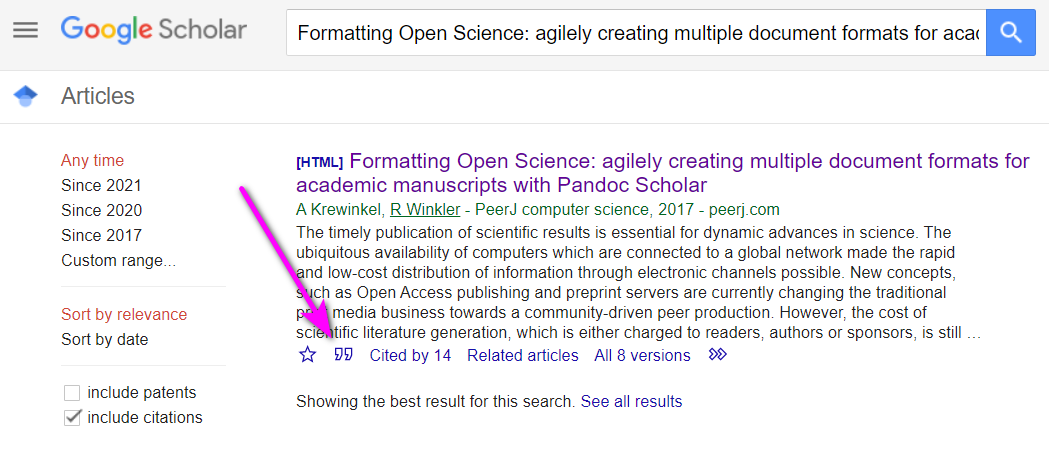 Google Scholar
Formatting Open Science: agilely creating multiple document formats for acad
Articles
Any time
Since 2021
Since 2020
Since 2017
Custom range...
Sort by relevance
Sort by date
include patents
include citations
[HTML] Formatting Open Science: agilely creating multiple document formats for
academic manuscripts with Pandoc Scholar
A Krewinkel, R Winkler - PeerJ computer science, 2017 - peerj.com
The timely publication of scientific results is essential for dynamic advances in science. The
ubiquitous availability of computers which are connected to a global network made the rapid
and low-cost distribution of information through electronic channels possible. New concepts,
such as Open Access publishing and preprint servers are currently changing the traditional
print media business towards a community-driven peer production. However, the cost of
scientific literature generation, which is either charged to readers, authors or sponsors, is still ...
Cited by 14 Related articles All 8 versions
Showing the best result for this search. See all results